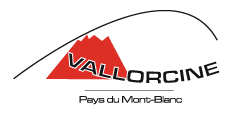 VALLORCINE
Pays du Mont-Blanc